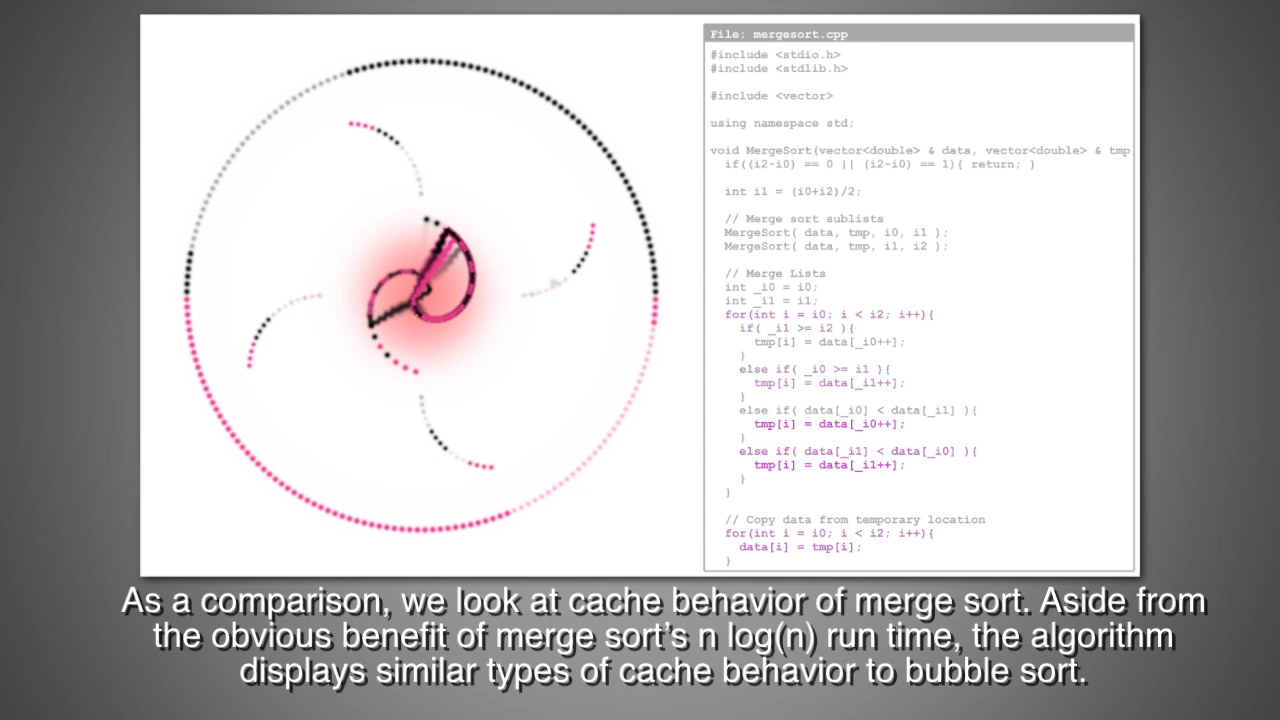 File: mergesort.cpp
#include <stdio.h>
#include <stdlib.h>
#include <vector>
using namespace std;
void MergeSort(vector<double> & data, vector<double> & tmp
if((i2-i0) == 0 || (i2-i0) == 1){ return; }
int i1 = (i0+i2)/2;
// Merge sort sublists
MergeSort( data, tmp, i0, i1 );
MergeSort( data, tmp, i1, i2 );
// Merge Lists
int _i0 = i0;
int _i1 = i1;
for(int i = i0; i < i2; i++){
if( _i1 >= i2 ){
tmp[i] = data[_i0++];
}
else if( _i0 >= i1 ){
tmp[i] = data[_i1++];
}
else if( data[_i0] < data[_i1] ){
tmp[i] = data[_i0++];
}
else if( data[_i1] < data[_i0] ){
tmp[i] = data[_i1++];
}
}
// Copy data from temporary location
for(int i = i0; i < i2; i++){
data[i] = tmp[i];
}
As a comparison, we look at cache behavior of merge sort. Aside from
the obvious benefit of merge sort's n log(n) run time, the algorithm
displays similar types of cache behavior to bubble sort.